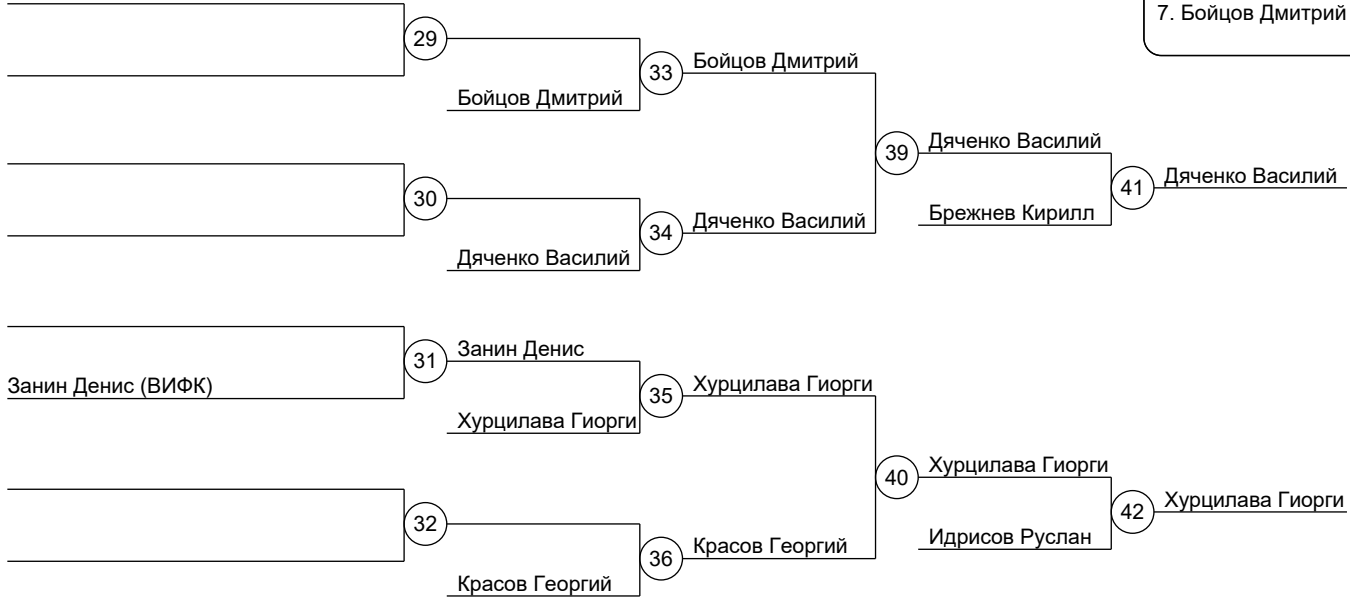 7. Бойцов Дмитрий
29
33
Бойцов Дмитрий
Бойцов Дмитрий
39
Дяченко Василий
41
Дяченко Василий
30
34
Дяченко Василий
Брежнев Кирилл
Дяченко Василий
31
Занин Денис
Занин Денис (ВИФК)
35
Хурцилава Гиорги
Хурцилава Гиорги
40
Хурцилава Гиорги
42
Хурцилава Гиорги
32
36
Красов Георгий
Идрисов Руслан
Красов Георгий